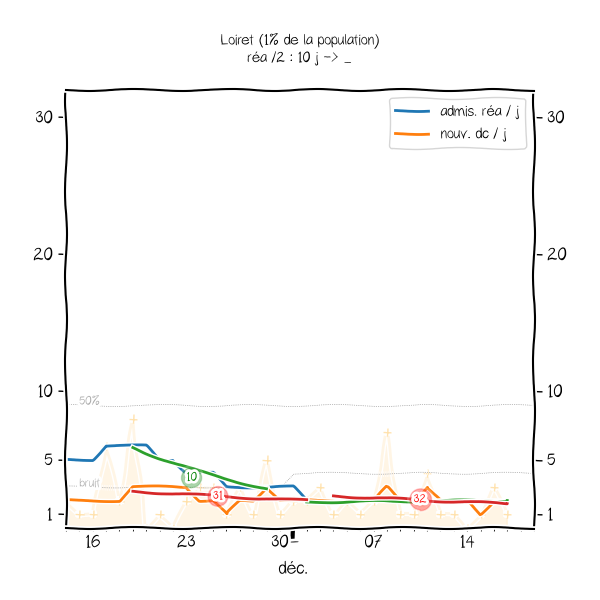 Loiret (1% de la population)
réa /2 : 10 j -> _
admis. réa / j
nouv. dc / j
30 30
20 20
10 10
50%
5 5
bruit
10
31
32
1 1
16 23 30 07 14
déc.